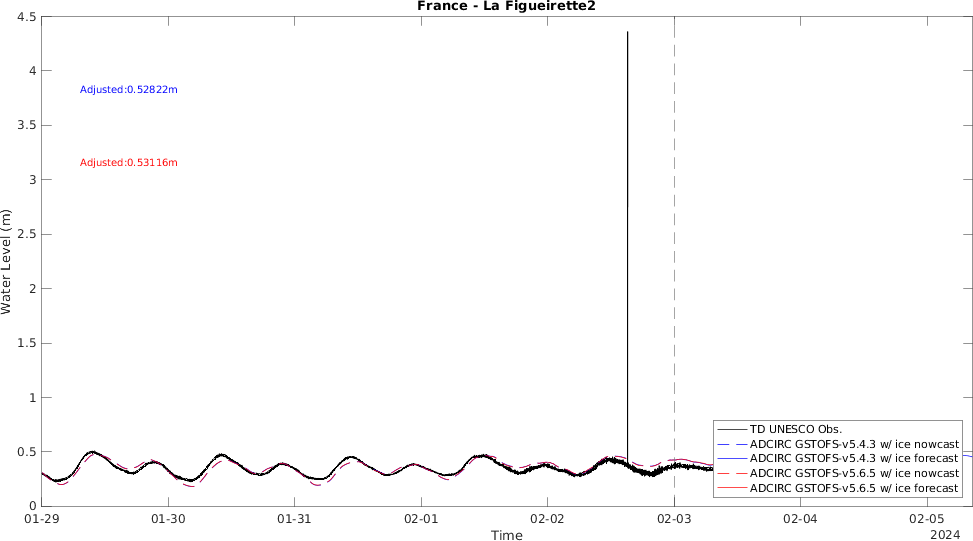 France - La Figueirette2
4.5
4
3.5
3
2.5
2
1.5
1
0.5
0
Water Level (m)
Adjusted:0.52822m
Adjusted:0.53116m
TD UNESCO Obs.
ADCIRC GSTOFS-v5.4.3 w/ ice nowcast
ADCIRC GSTOFS-v5.4.3 w/ ice forecast
ADCIRC GSTOFS-v5.6.5 w/ ice nowcast
ADCIRC GSTOFS-v5.6.5 w/ ice forecast
01-29 01-30 01-31 02-01 02-02 02-03 02-04 02-05
Time
2024